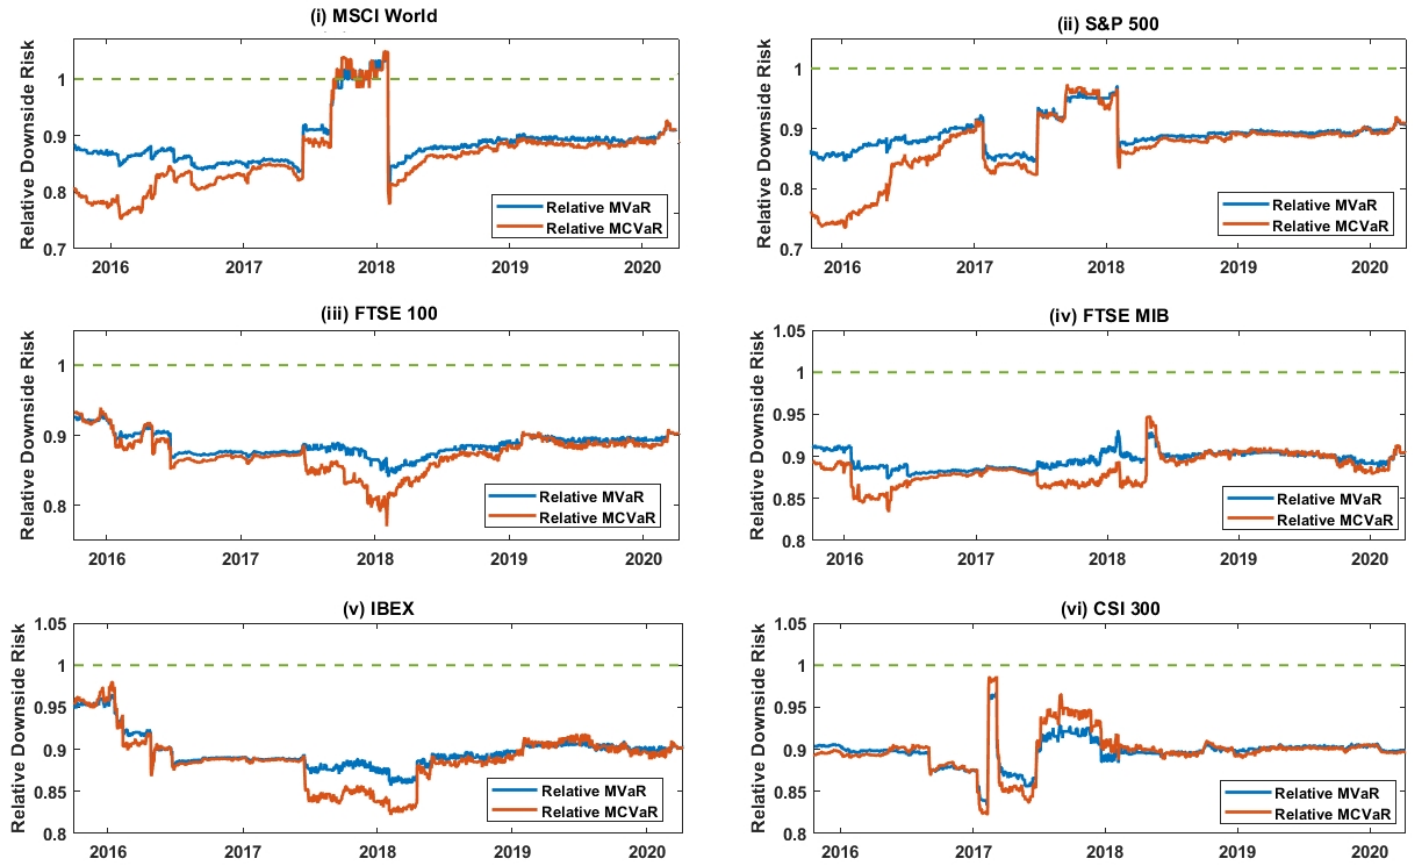 (i) MSCI World
Relative Downside Risk
1
0.9
0.8
0.7
2016 2017 2018 2019 2020
Relative MVaR
Relative MCVaR
(ii) S&P 500
Relative Downside Risk
1
0.9
0.8
0.7
2016 2017 2018 2019 2020
Relative MVaR
Relative MCVaR
(iii) FTSE 100
Relative Downside Risk
1
0.9
0.8
2016 2017 2018 2019 2020
Relative MVaR
Relative MCVaR
(iv) FTSE MIB
Relative Downside Risk
1.05
1
0.95
0.9
0.85
0.8
2016 2017 2018 2019 2020
Relative MVaR
Relative MCVaR
(v) IBEX
Relative Downside Risk
1.05
1
0.95
0.9
0.85
0.8
2016 2017 2018 2019 2020
Relative MVaR
Relative MCVaR
(vi) CSI 300
Relative Downside Risk
1.05
1
0.95
0.9
0.85
0.8
2016 2017 2018 2019 2020
Relative MVaR
Relative MCVaR